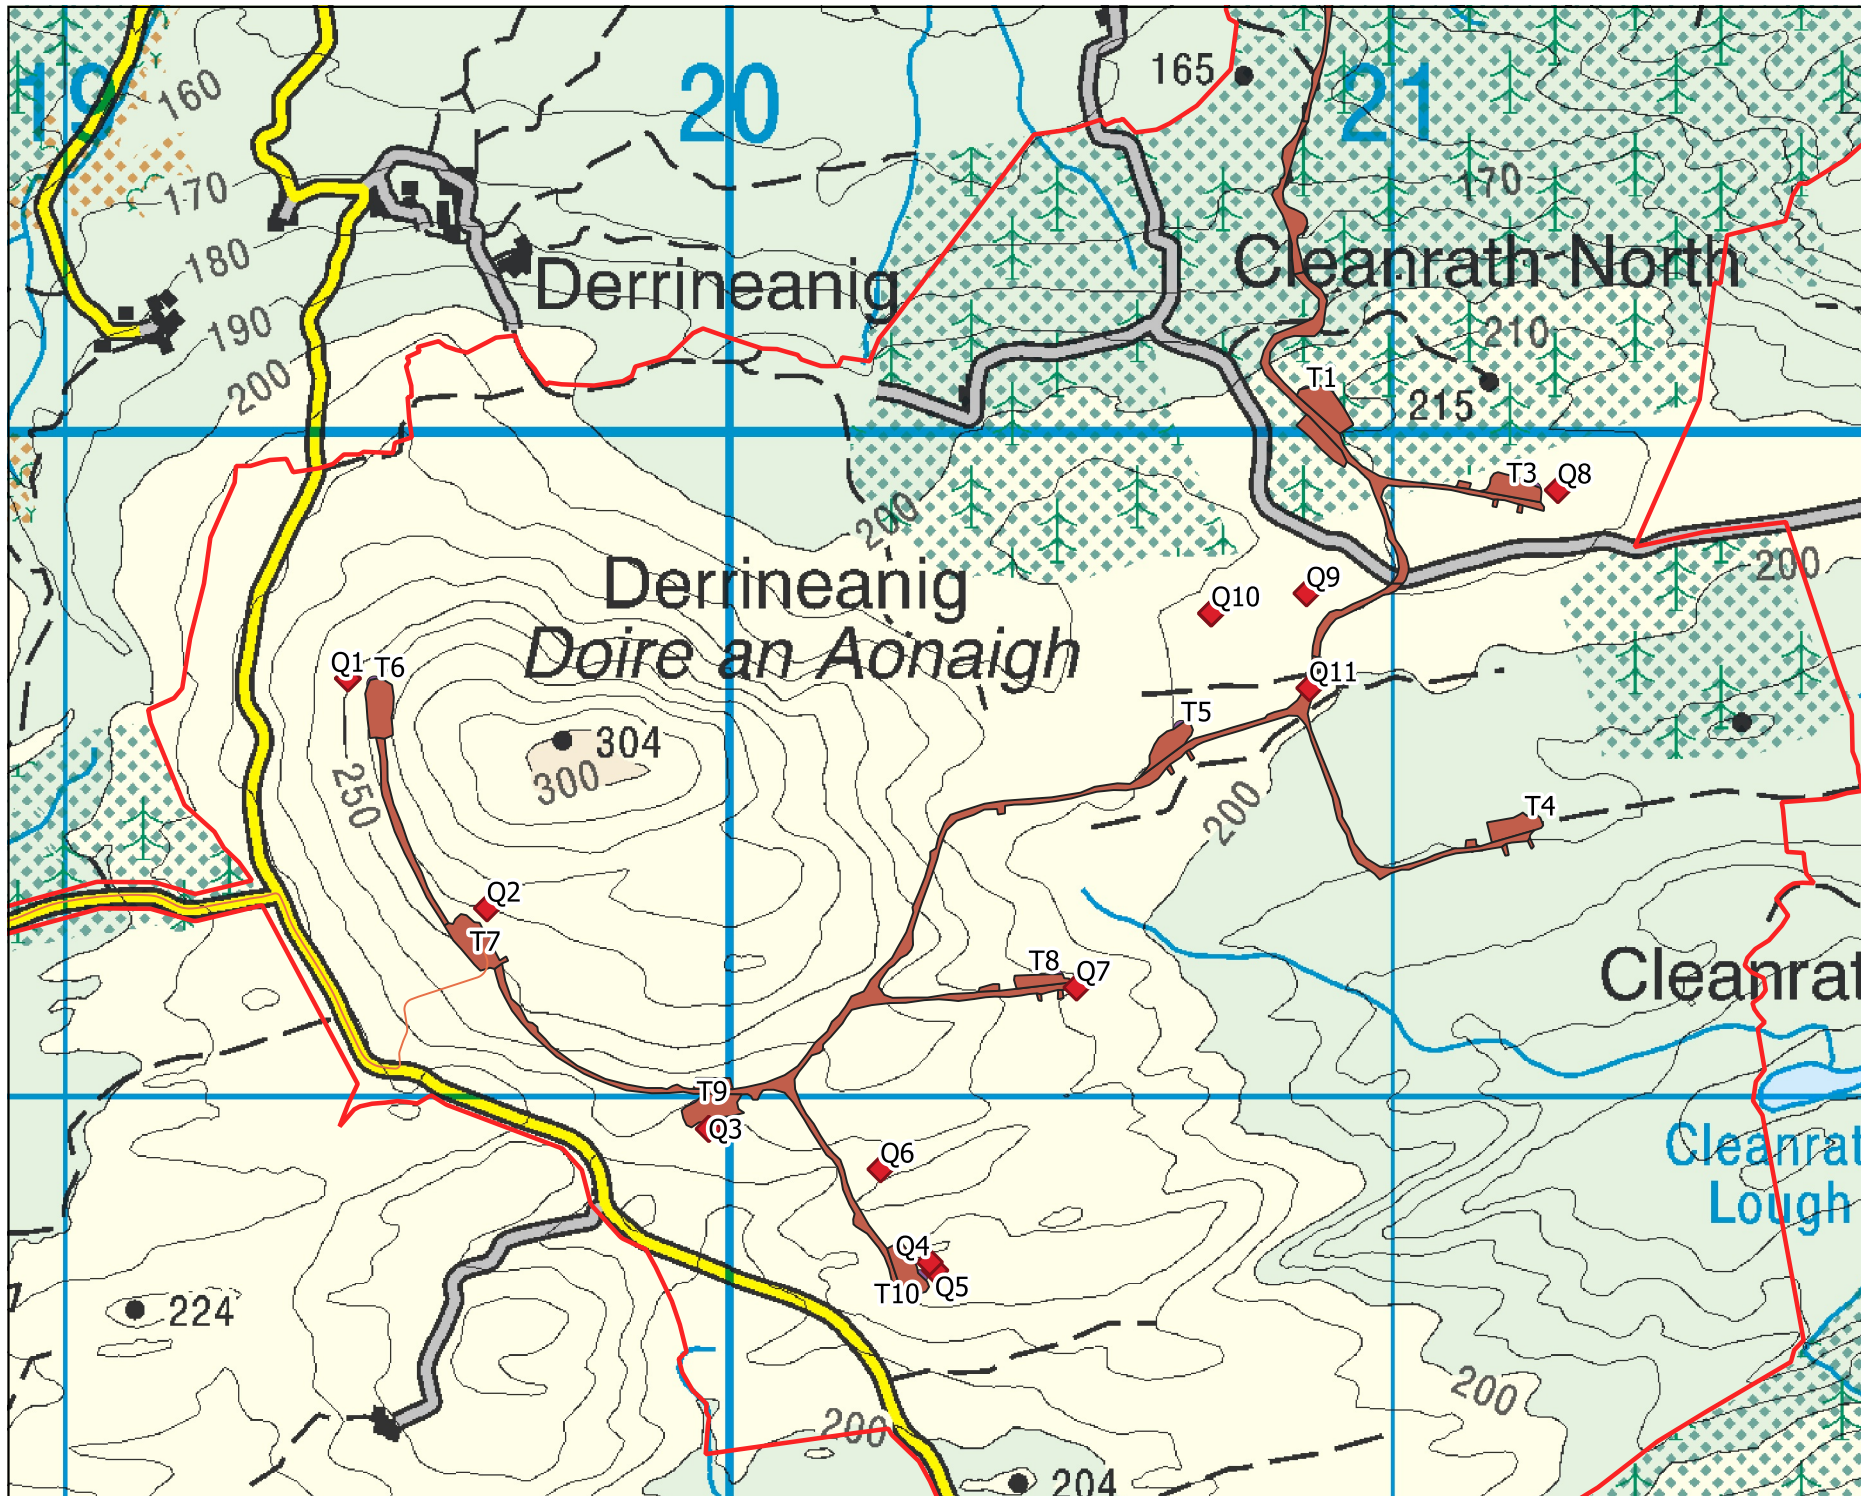 19
20
21
160
165
170
170
180
Cleanrath North
Derrineanig
190
210
200
215
T1
T3
Q8
200
200
Derrineanig
Doire an Aonaigh
Q9
Q10
Q1
T6
Q11
T5
304
300
250
200
T4
Q2
T7
T8
Q7
Cleanrat
T9
Q3
Q6
Cleanrat
Lough
Q4
T10
Q5
224
200
200
204